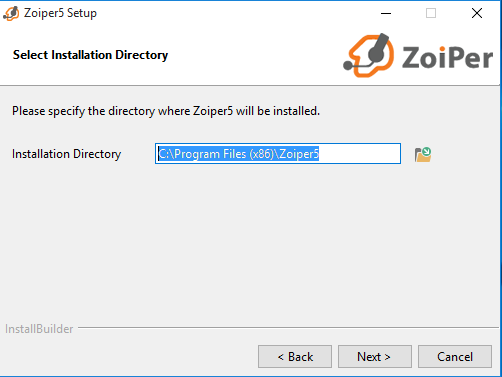 Zoiper5 Setup
Select Installation Directory
ZoiPer
Please specify the directory where Zoiper5 will be installed.
Installation Directory
C:\Program Files (x86)\Zoiper5
InstallBuilder
< Back
Next >
Cancel